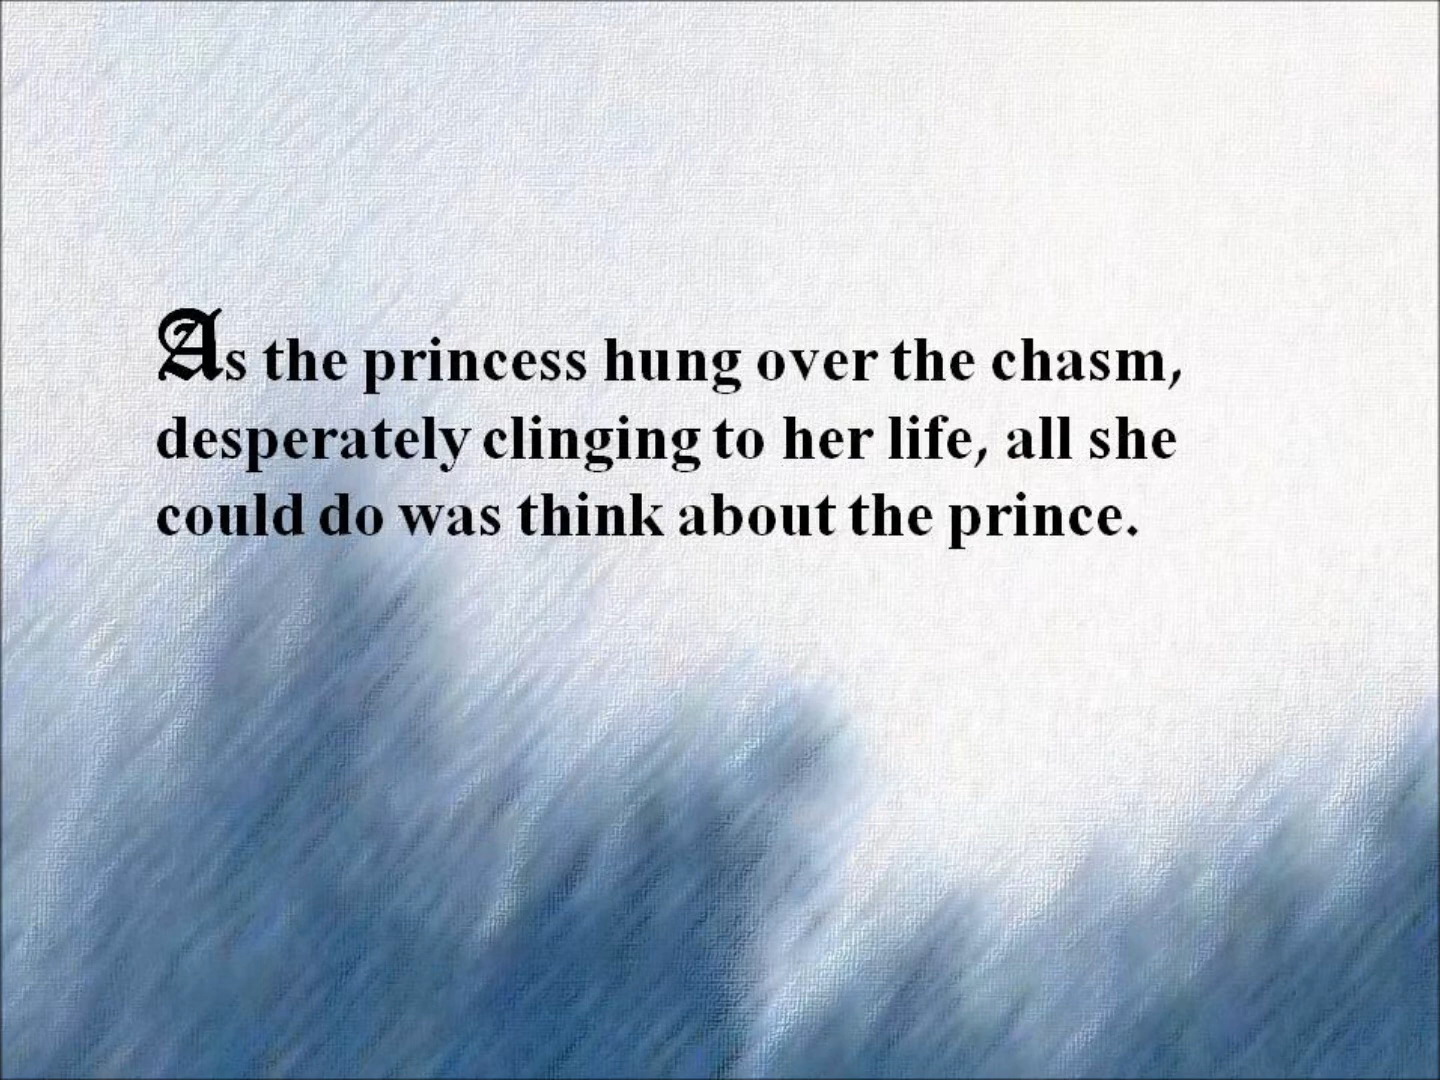 As the princess hung over the chasm,
desperately clinging to her life, all she
could do was think about the prince.